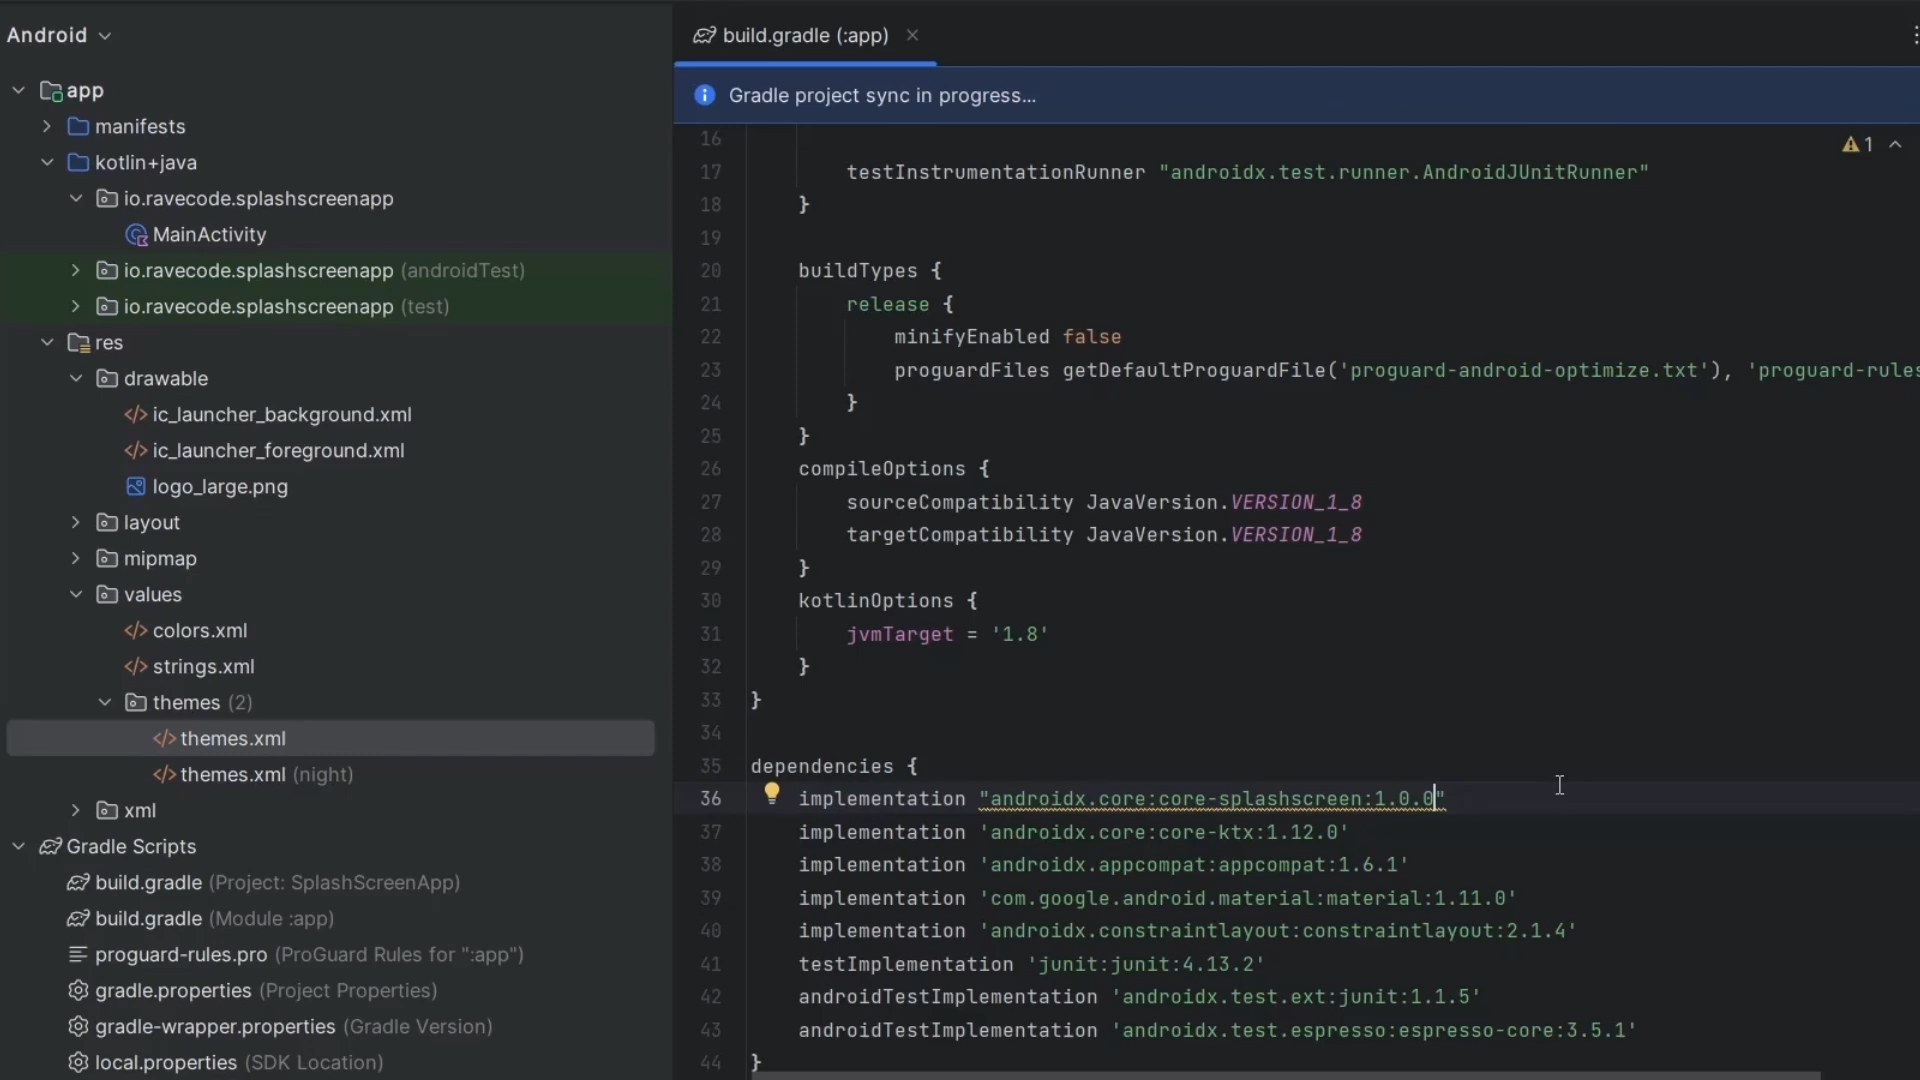 Android
app
manifests
kotlin+java
io.ravecode.splashscreenapp
MainActivity
io.ravecode.splashscreenapp (androidTest)
io.ravecode.splashscreenapp (test)
res
drawable
</> ic_launcher_background.xml
</> ic_launcher_foreground.xml
logo_large.png
layout
mipmap
values
</> colors.xml
</> strings.xml
themes (2)
</> themes.xml
</> themes.xml (night)
xml
Gradle Scripts
build.gradle (Project: SplashScreenApp)
build.gradle (Module :app)
proguard-rules.pro (ProGuard Rules for ":app")
gradle.properties (Project Properties)
gradle-wrapper.properties (Gradle Version)
local.properties (SDK Location)
build.gradle (:app)
Gradle project sync in progress...
1
16
17 testInstrumentationRunner "androidx.test.runner.AndroidJUnitRunner"
18 }
19
20 buildTypes {
21 release {
22 minifyEnabled false
23 proguardFiles getDefaultProguardFile('proguard-android-optimize.txt'), 'proguard-rules
24 }
25 }
26 compileOptions {
27 sourceCompatibility JavaVersion.VERSION_1_8
28 targetCompatibility JavaVersion.VERSION_1_8
29 }
30 kotlinOptions {
31 jvmTarget = '1.8'
32 }
33 }
34
35 dependencies {
36 implementation "androidx.core:core-splashscreen:1.0.0"
37 implementation 'androidx.core:core-ktx:1.12.0'
38 implementation 'androidx.appcompat:appcompat:1.6.1'
39 implementation 'com.google.android.material:material:1.11.0'
40 implementation 'androidx.constraintlayout:constraintlayout:2.1.4'
41 testImplementation 'junit:junit:4.13.2'
42 androidTestImplementation 'androidx.test.ext:junit:1.1.5'
43 androidTestImplementation 'androidx.test.espresso:espresso-core:3.5.1'
44 }